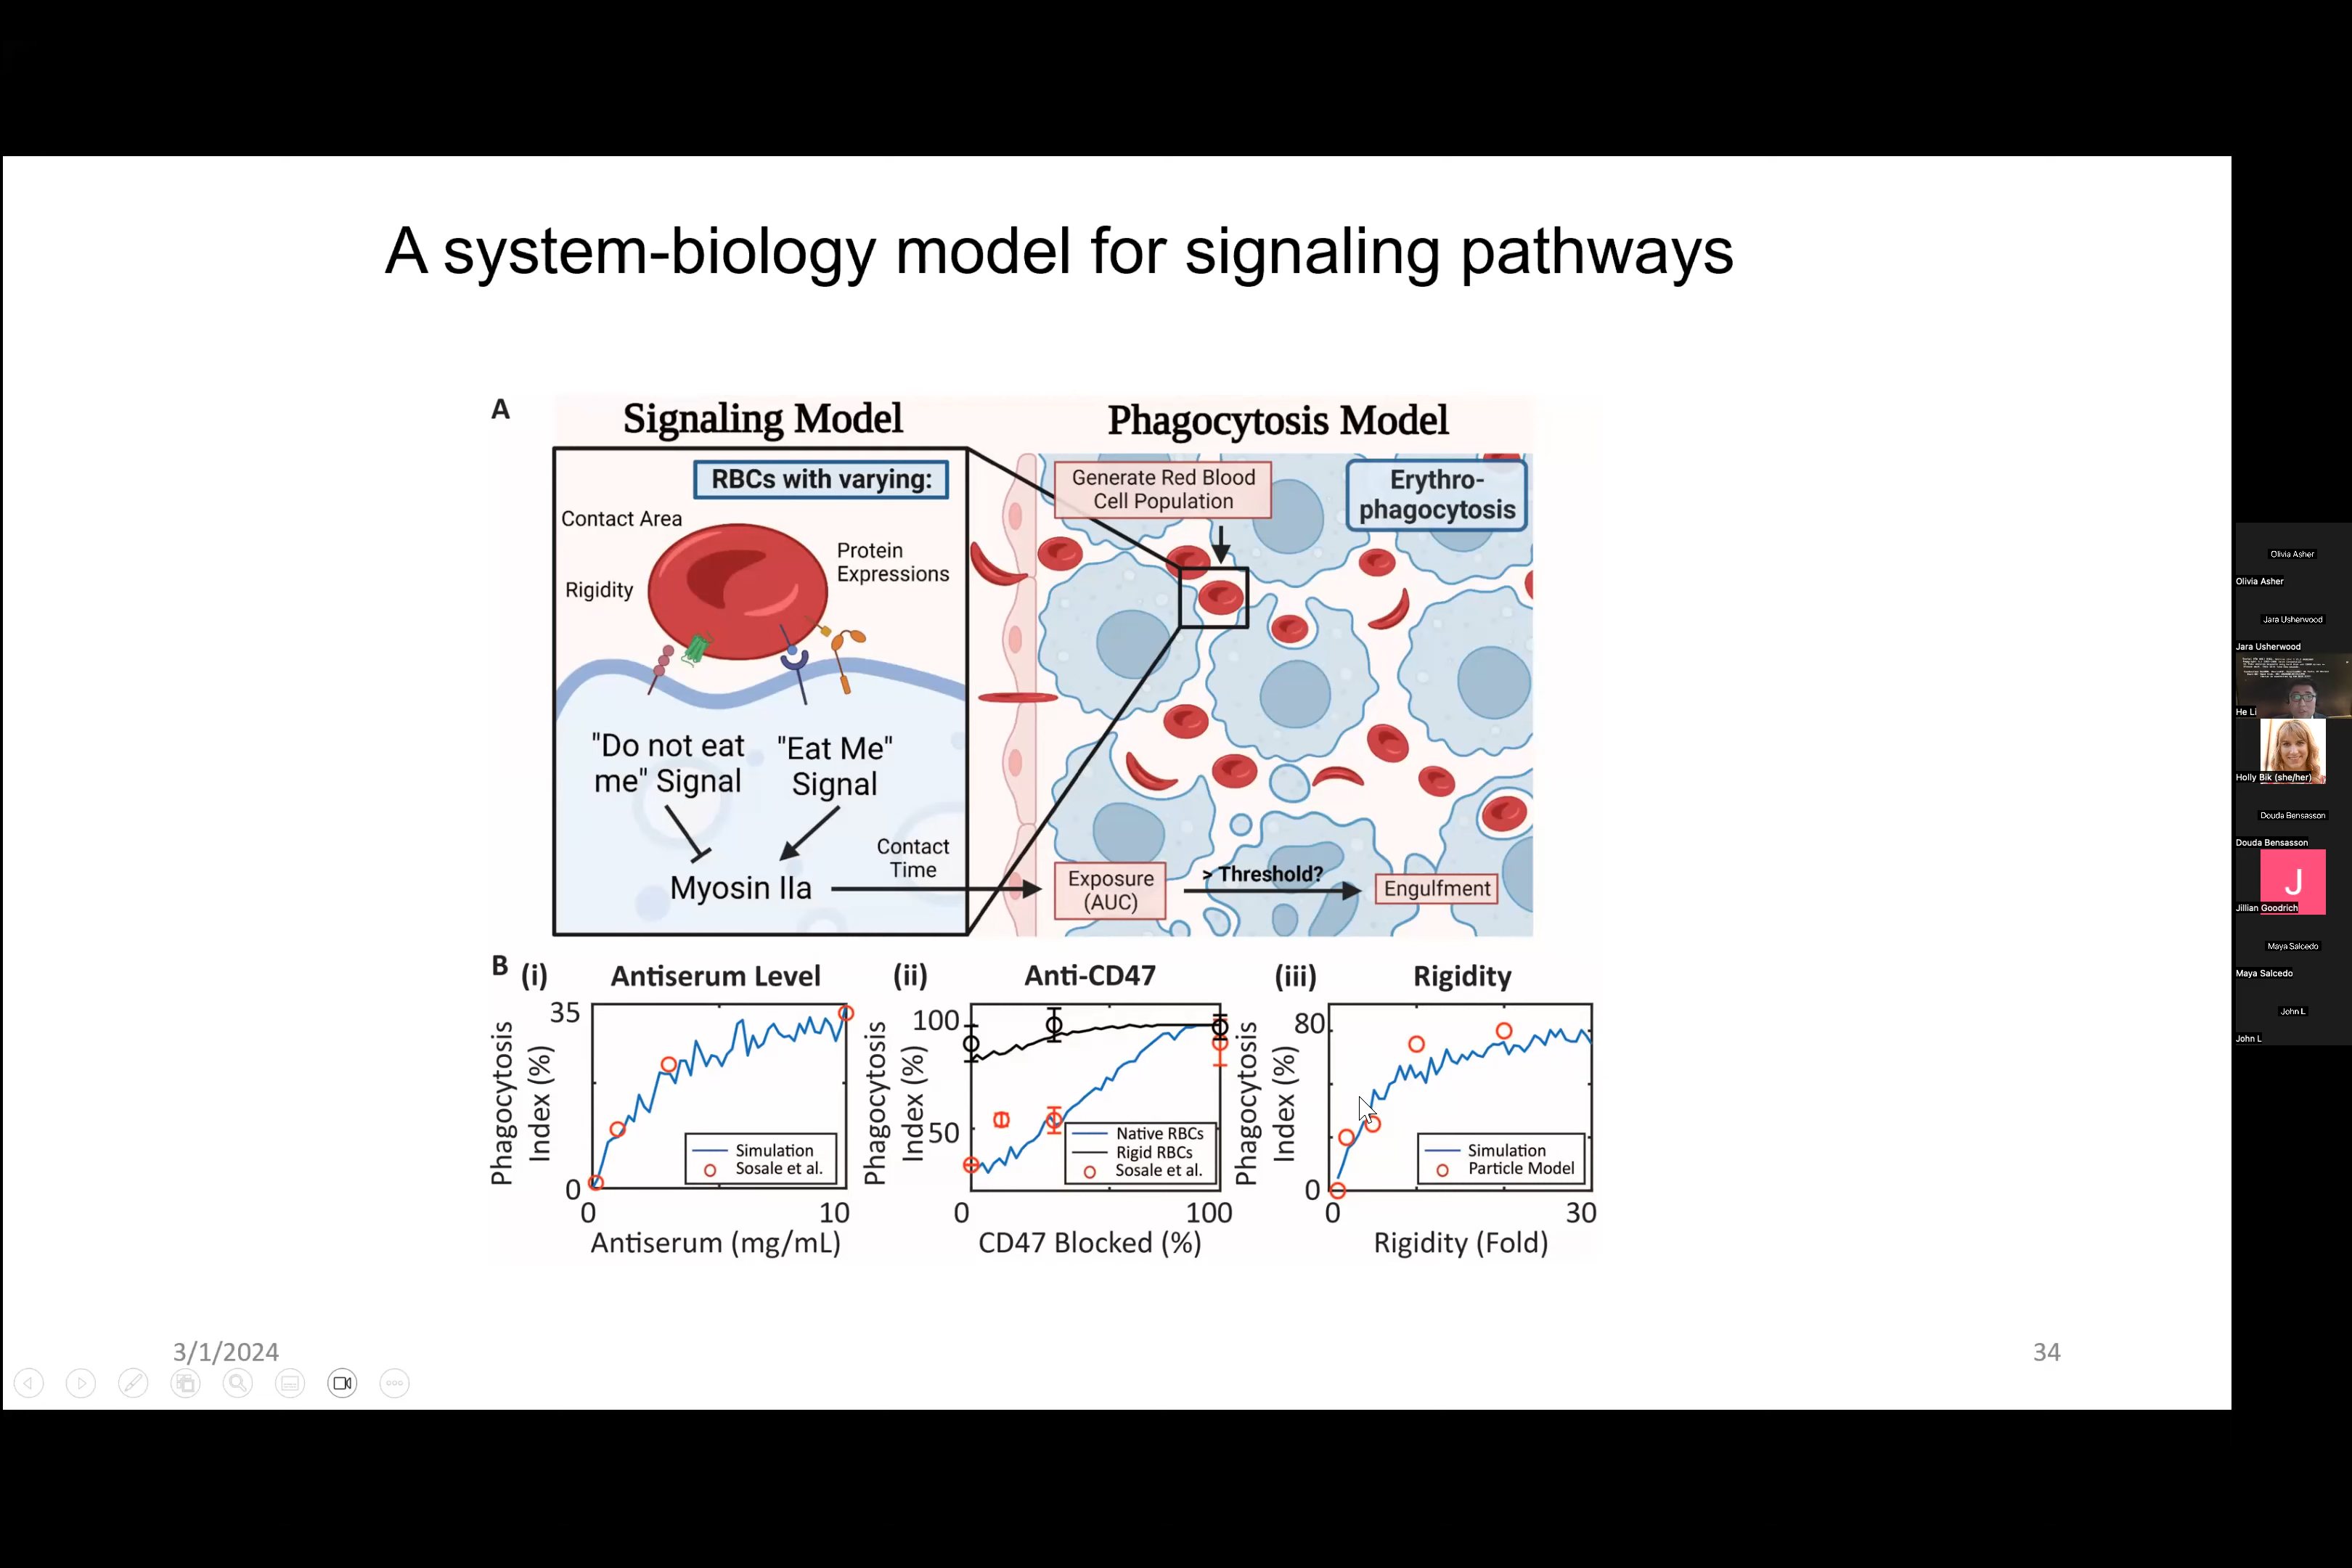 A system-biology model for signaling pathways
A
Signaling Model
Phagocytosis Model
RBCs with varying:
Contact Area
Rigidity
Protein
Expressions
"Do not eat
me" Signal
"Eat Me"
Signal
Myosin IIa
Contact
Time
Generate Red Blood
Cell Population
Erythro-
phagocytosis
Exposure
(AUC)
> Threshold?
Engulfment
B
(i)
Antiserum Level
Phagocytosis
Index (%)
35
0
0
10
Antiserum (mg/mL)
Simulation
Sosale et al.
(ii)
Anti-CD47
Phagocytosis
Index (%)
100
50
0
100
CD47 Blocked (%)
Native RBCs
Rigid RBCs
Sosale et al.
(iii)
Rigidity
Phagocytosis
Index (%)
80
0
0
30
Rigidity (Fold)
Simulation
Particle Model
3/1/2024
34
Olivia Asher
Olivia Asher
Jara Usherwood
Jara Usherwood
He Li
Holly Bik (she/her)
Douda Bensasson
Douda Bensasson
J
Jillian Goodrich
Maya Salcedo
Maya Salcedo
John L
John L